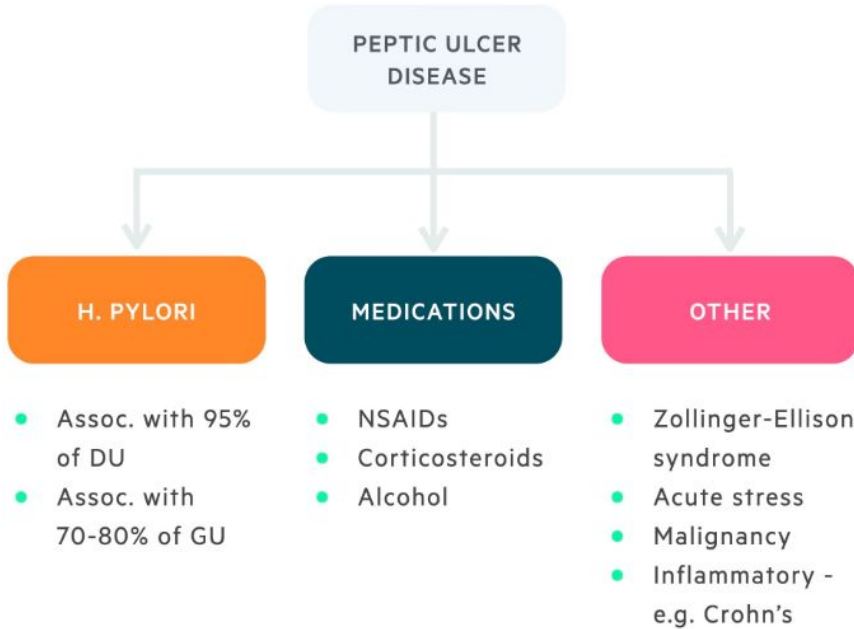 PEPTIC ULCER
DISEASE
H. PYLORI
Assoc. with 95%
of DU
Assoc. with
70-80% of GU
MEDICATIONS
NSAIDs
Corticosteroids
Alcohol
OTHER
Zollinger-Ellison
syndrome
Acute stress
Malignancy
Inflammatory -
e.g. Crohn's